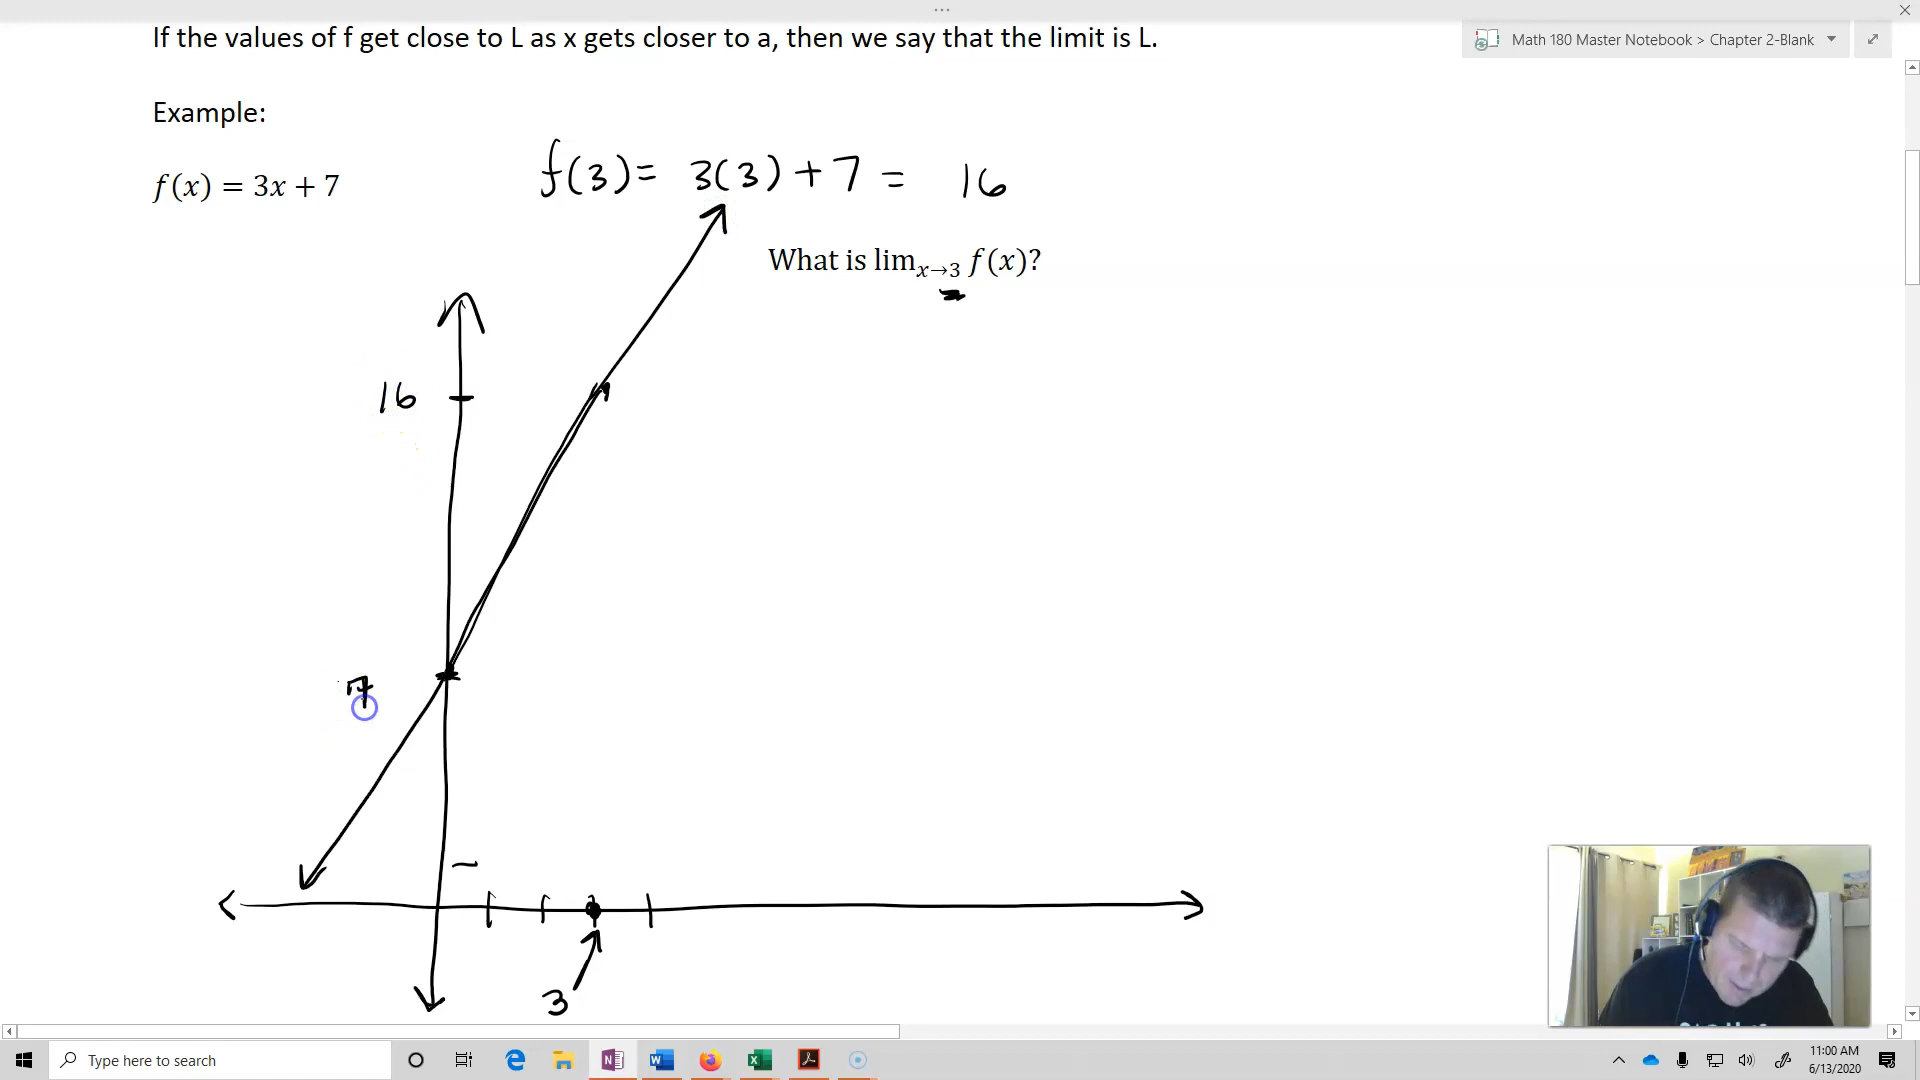 If the values of f get close to L as x gets closer to a, then we say that the limit is L.
Math 180 Master Notebook > Chapter 2-Blank
Example:
f(x) = 3x + 7
f(3) = 3(3) + 7 = 16
What is lim x→3 f(x)?
16
7
3
Type here to search
11:00 AM
6/13/2020